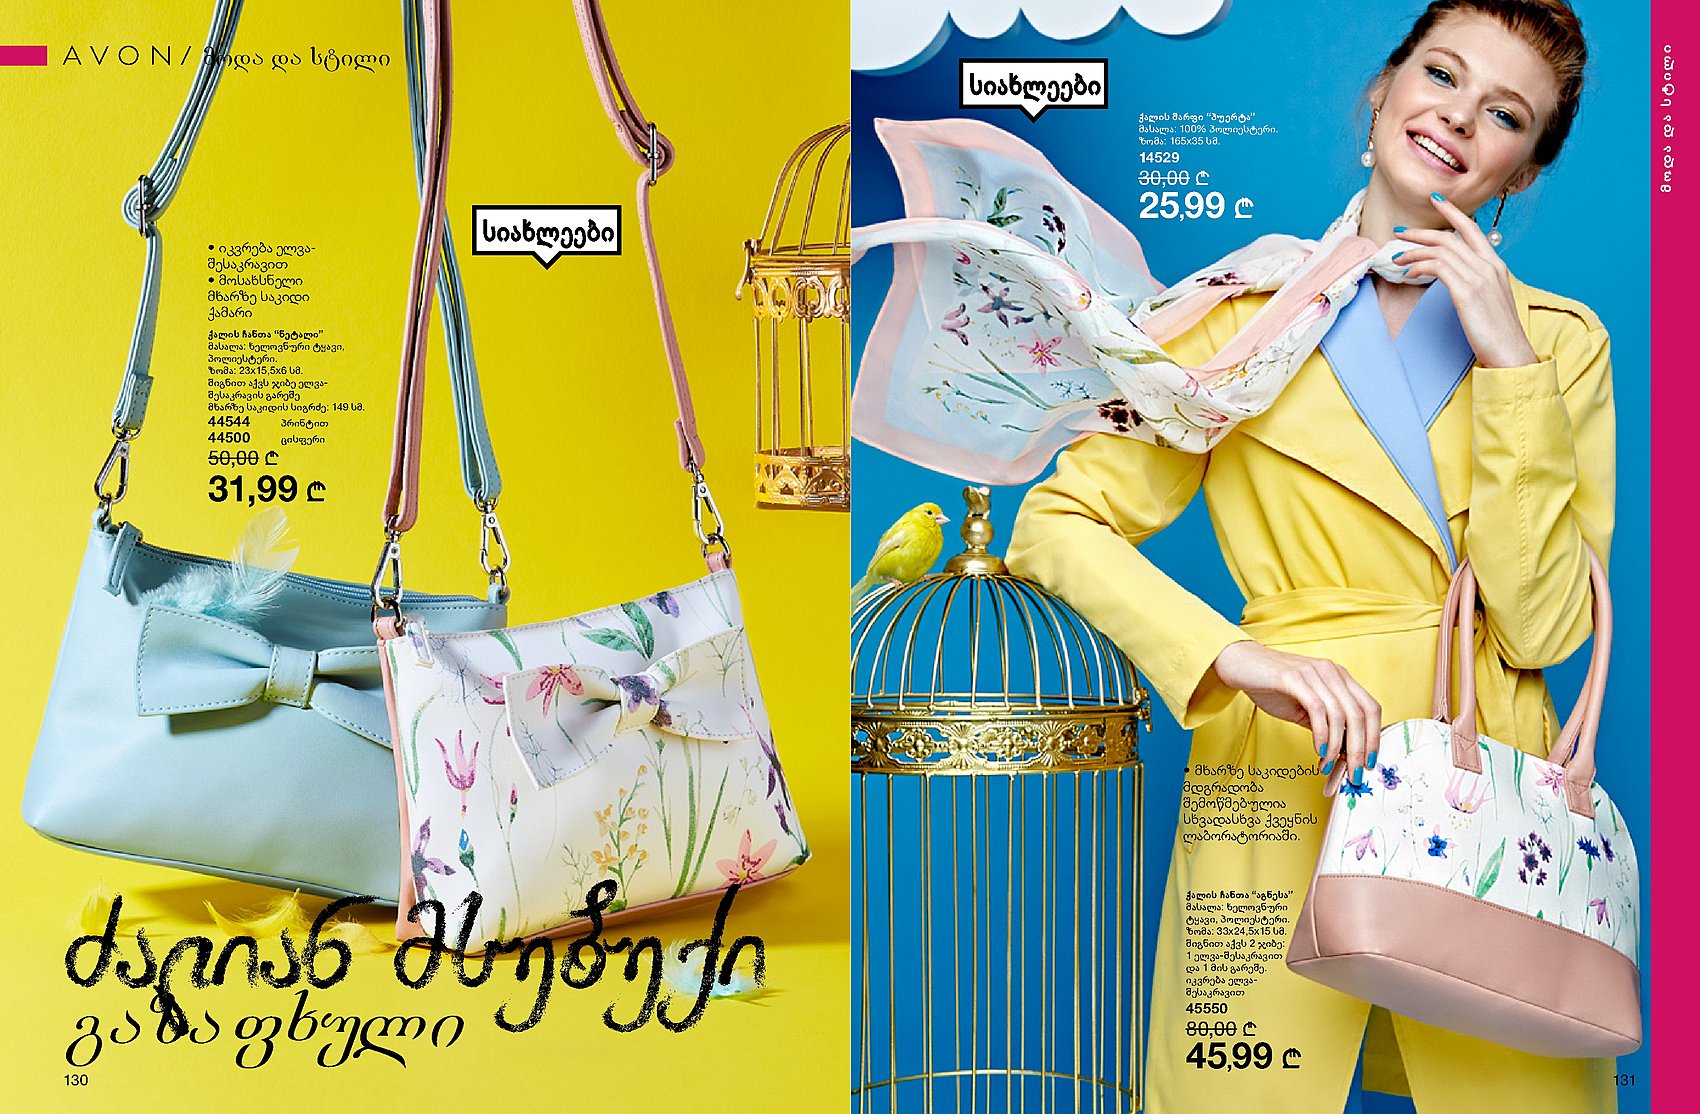 AVON/ მოდა და სტილი
სიახლეები
• იკვრება ელვა-
შესაკრავით
• მოსახსნელი
მხარზე საკიდი
ქამარი
ქალის ჩანთა “ნეტალი”
მასალა: ხელოვნური ტყავი,
პოლიესტერი.
ზომა: 23x15,5x6 სმ.
შიგნით აქვს ჯიბე ელვა-
შესაკრავის გარეშე
მხარზე საკიდის სიგრძე: 149 სმ.
44544 პრინტით
44500 ცისფერი
50,00 ₾
31,99 ₾
ძალიან მსუბუქი
გაზაფხული
130
სიახლეები
ქალის შარფი “პუერტა”
მასალა: 100% პოლიესტერი.
ზომა: 165x35 სმ.
14529
30,00 ₾
25,99 ₾
მოდა და სტილი
• მხარზე საკიდების
მდგრადობა
შემოწმებულია
სხვადასხვა ქვეყნის
ლაბორატორიაში.
ქალის ჩანთა “აგნესა”
მასალა: ხელოვნური
ტყავი, პოლიესტერი.
ზომა: 33x24,5x15 სმ.
შიგნით აქვს 2 ჯიბე:
1 ელვა-შესაკრავით
და 1 მის გარეშე.
იკვრება ელვა-
შესაკრავით
45550
80,00 ₾
45,99 ₾
131